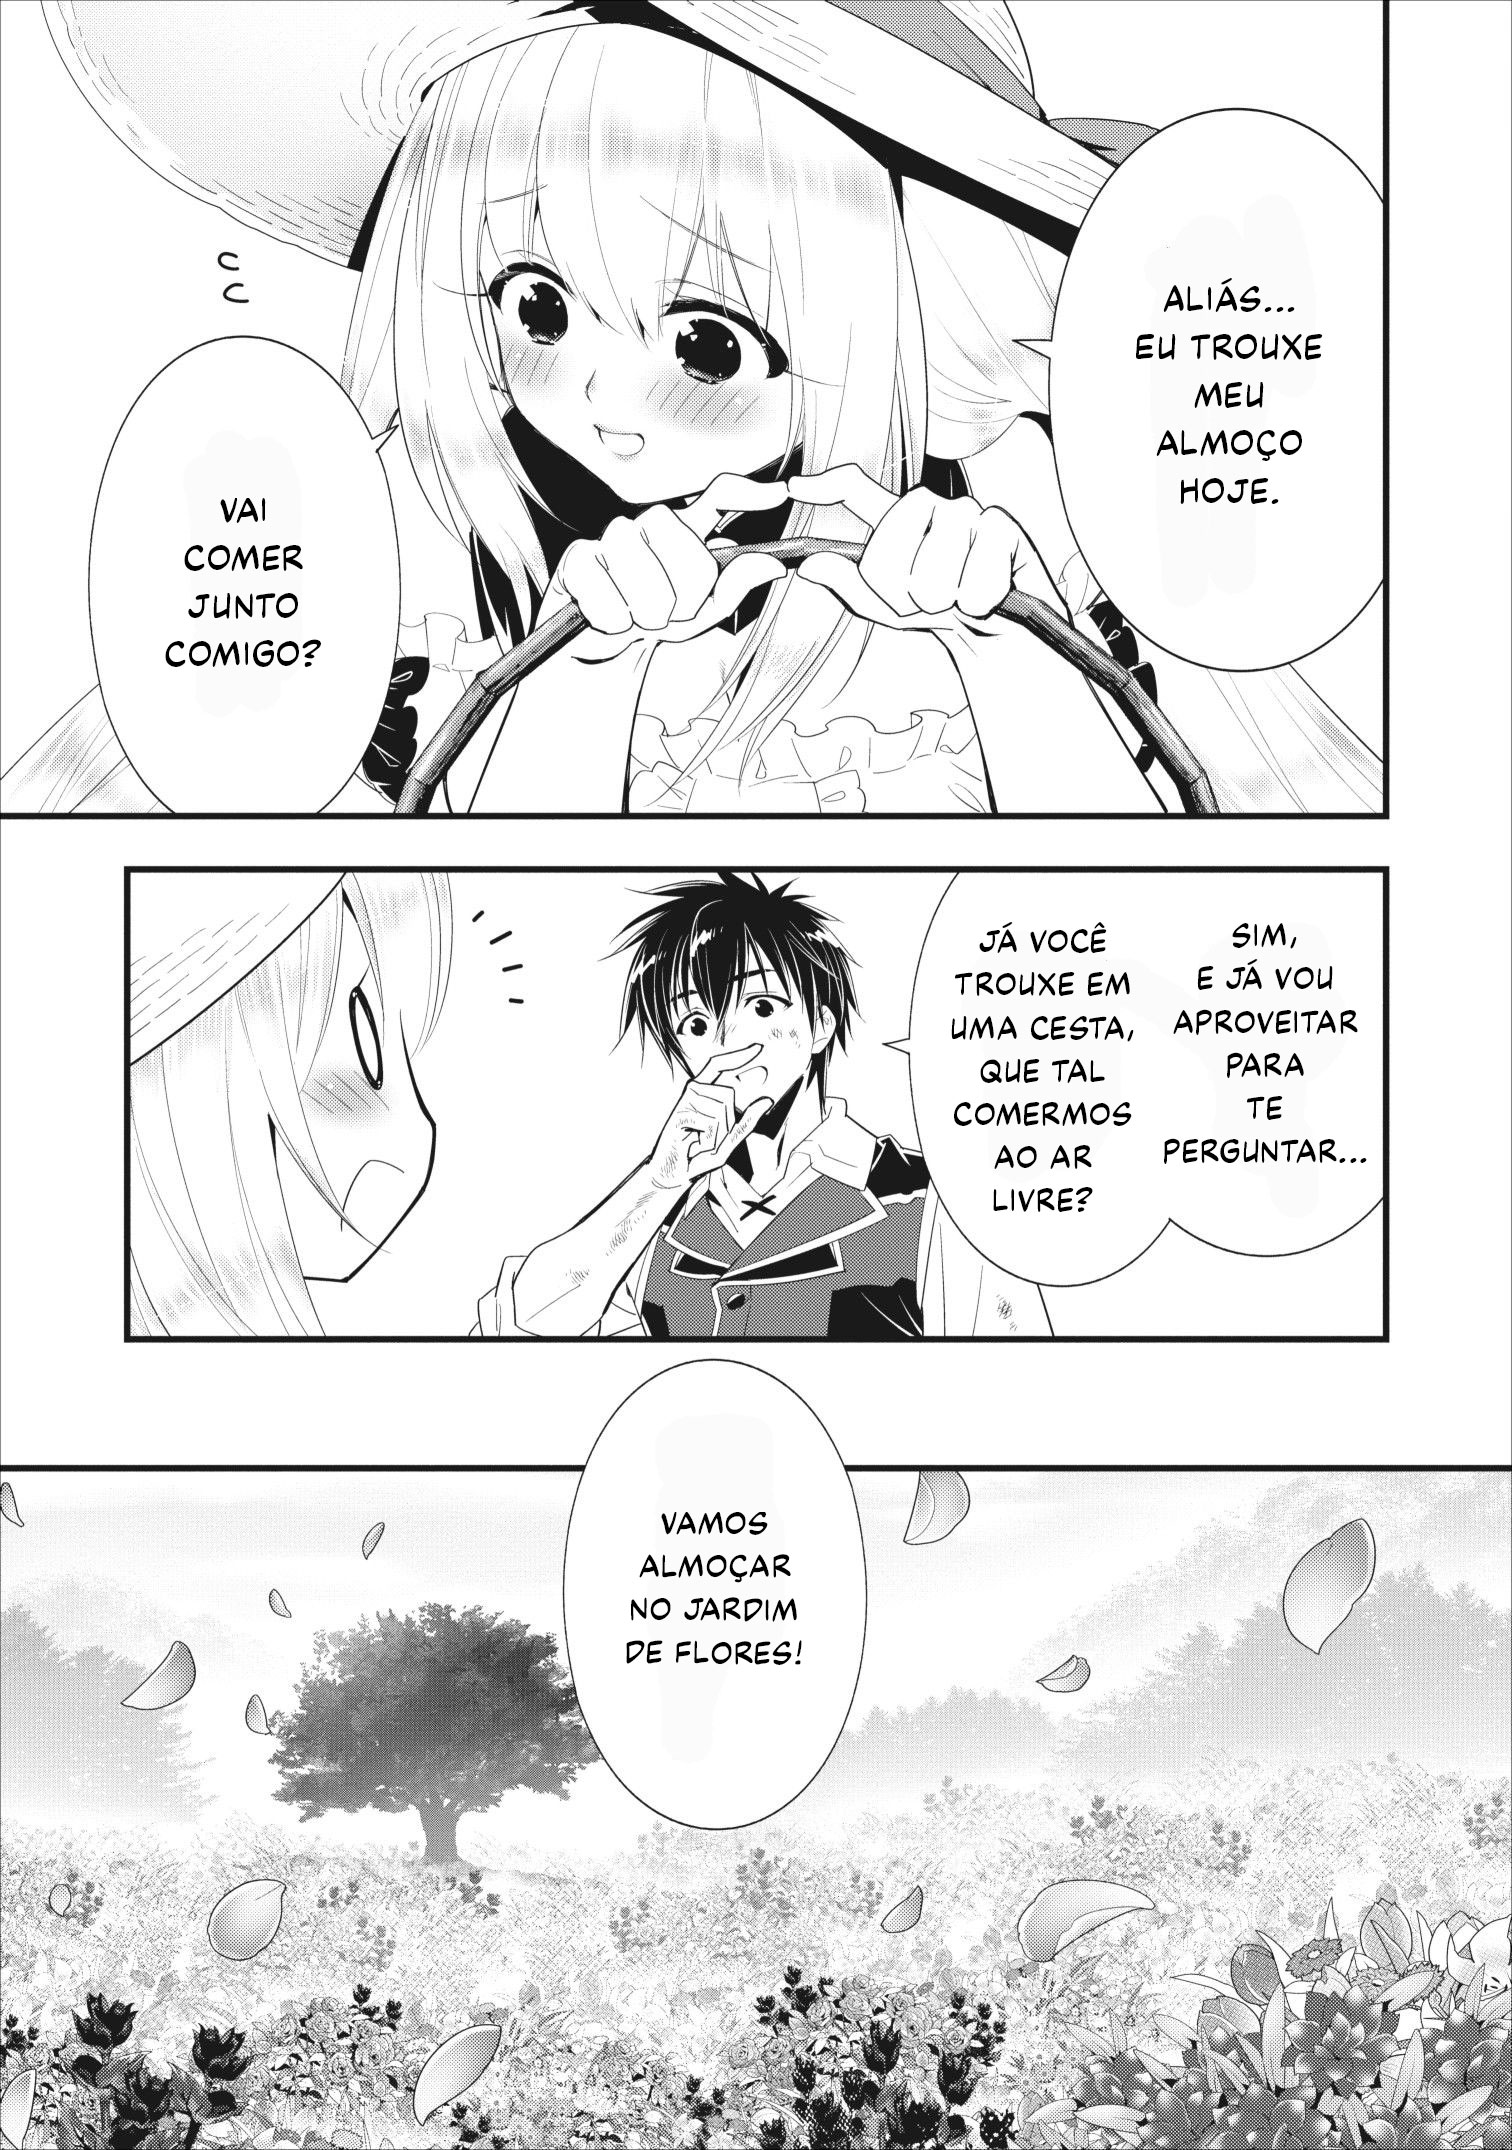 ALIÁS...
EU TROUXE
MEU
ALMOÇO
HOJE.
VAI
COMER
JUNTO
COMIGO?
SIM,
E JÁ VOU
APROVEITAR
PARA
TE
PERGUNTAR...
JÁ VOCÊ
TROUXE EM
UMA CESTA,
QUE TAL
COMERMOS
AO AR
LIVRE?
VAMOS
ALMOÇAR
NO JARDIM
DE FLORES!